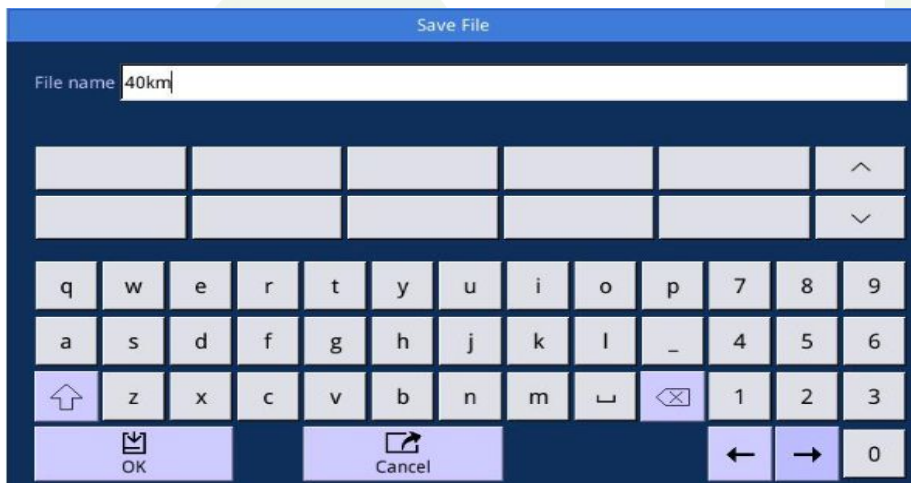 Save File
File name 40km
q w e r t y u i o p 7 8 9
a s d f g h j k l _ 4 5 6
z x c v b n m 1 2 3
OK Cancel 0